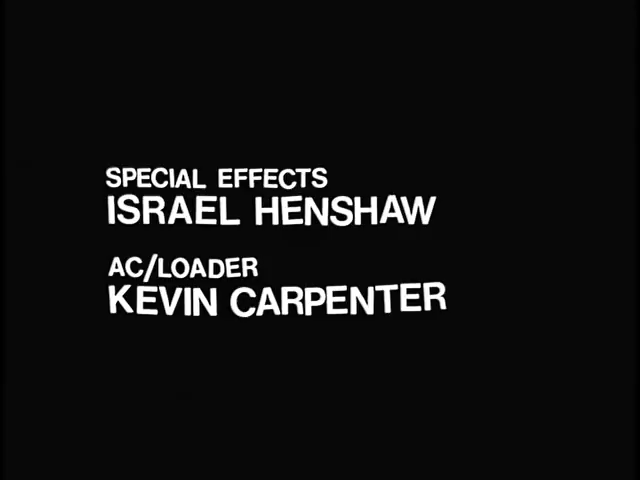 SPECIAL EFFECTS
ISRAEL HENSHAW
AC/LOADER
KEVIN CARPENTER